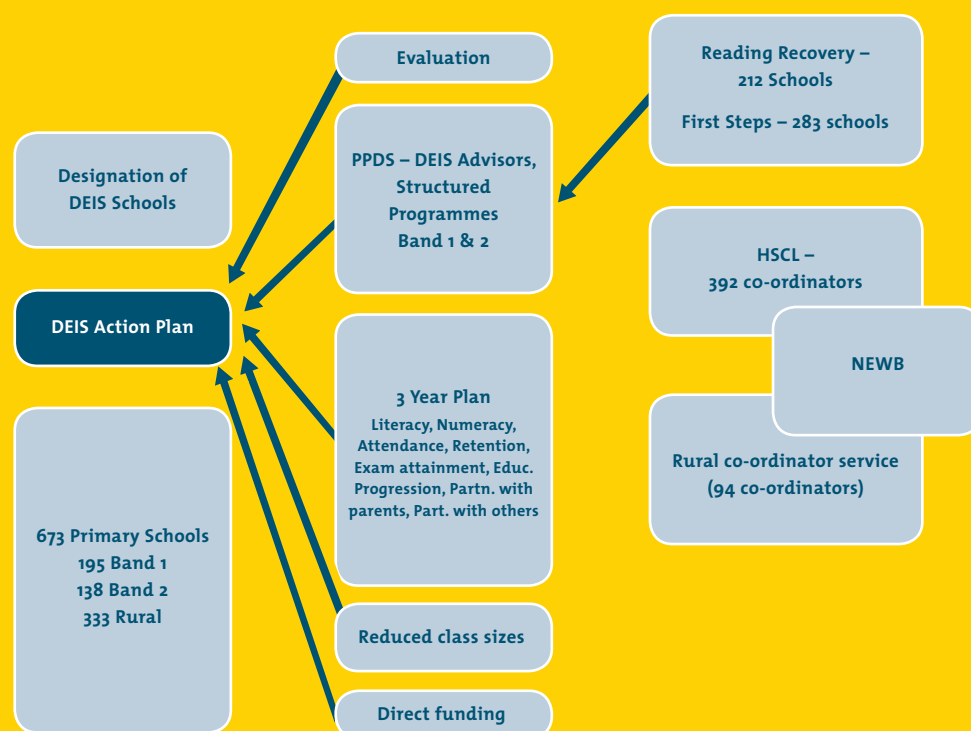 Designation of
DEIS Schools
DEIS Action Plan
673 Primary Schools
195 Band 1
138 Band 2
333 Rural
Evaluation
PPDS – DEIS Advisors,
Structured
Programmes
Band 1 & 2
3 Year Plan
Literacy, Numeracy,
Attendance, Retention,
Exam attainment, Educ.
Progression, Partn. with
parents, Part. with others
Reduced class sizes
Direct funding
Reading Recovery –
212 Schools
First Steps – 283 schools
HSCL –
392 co-ordinators
NEWB
Rural co-ordinator service
(94 co-ordinators)